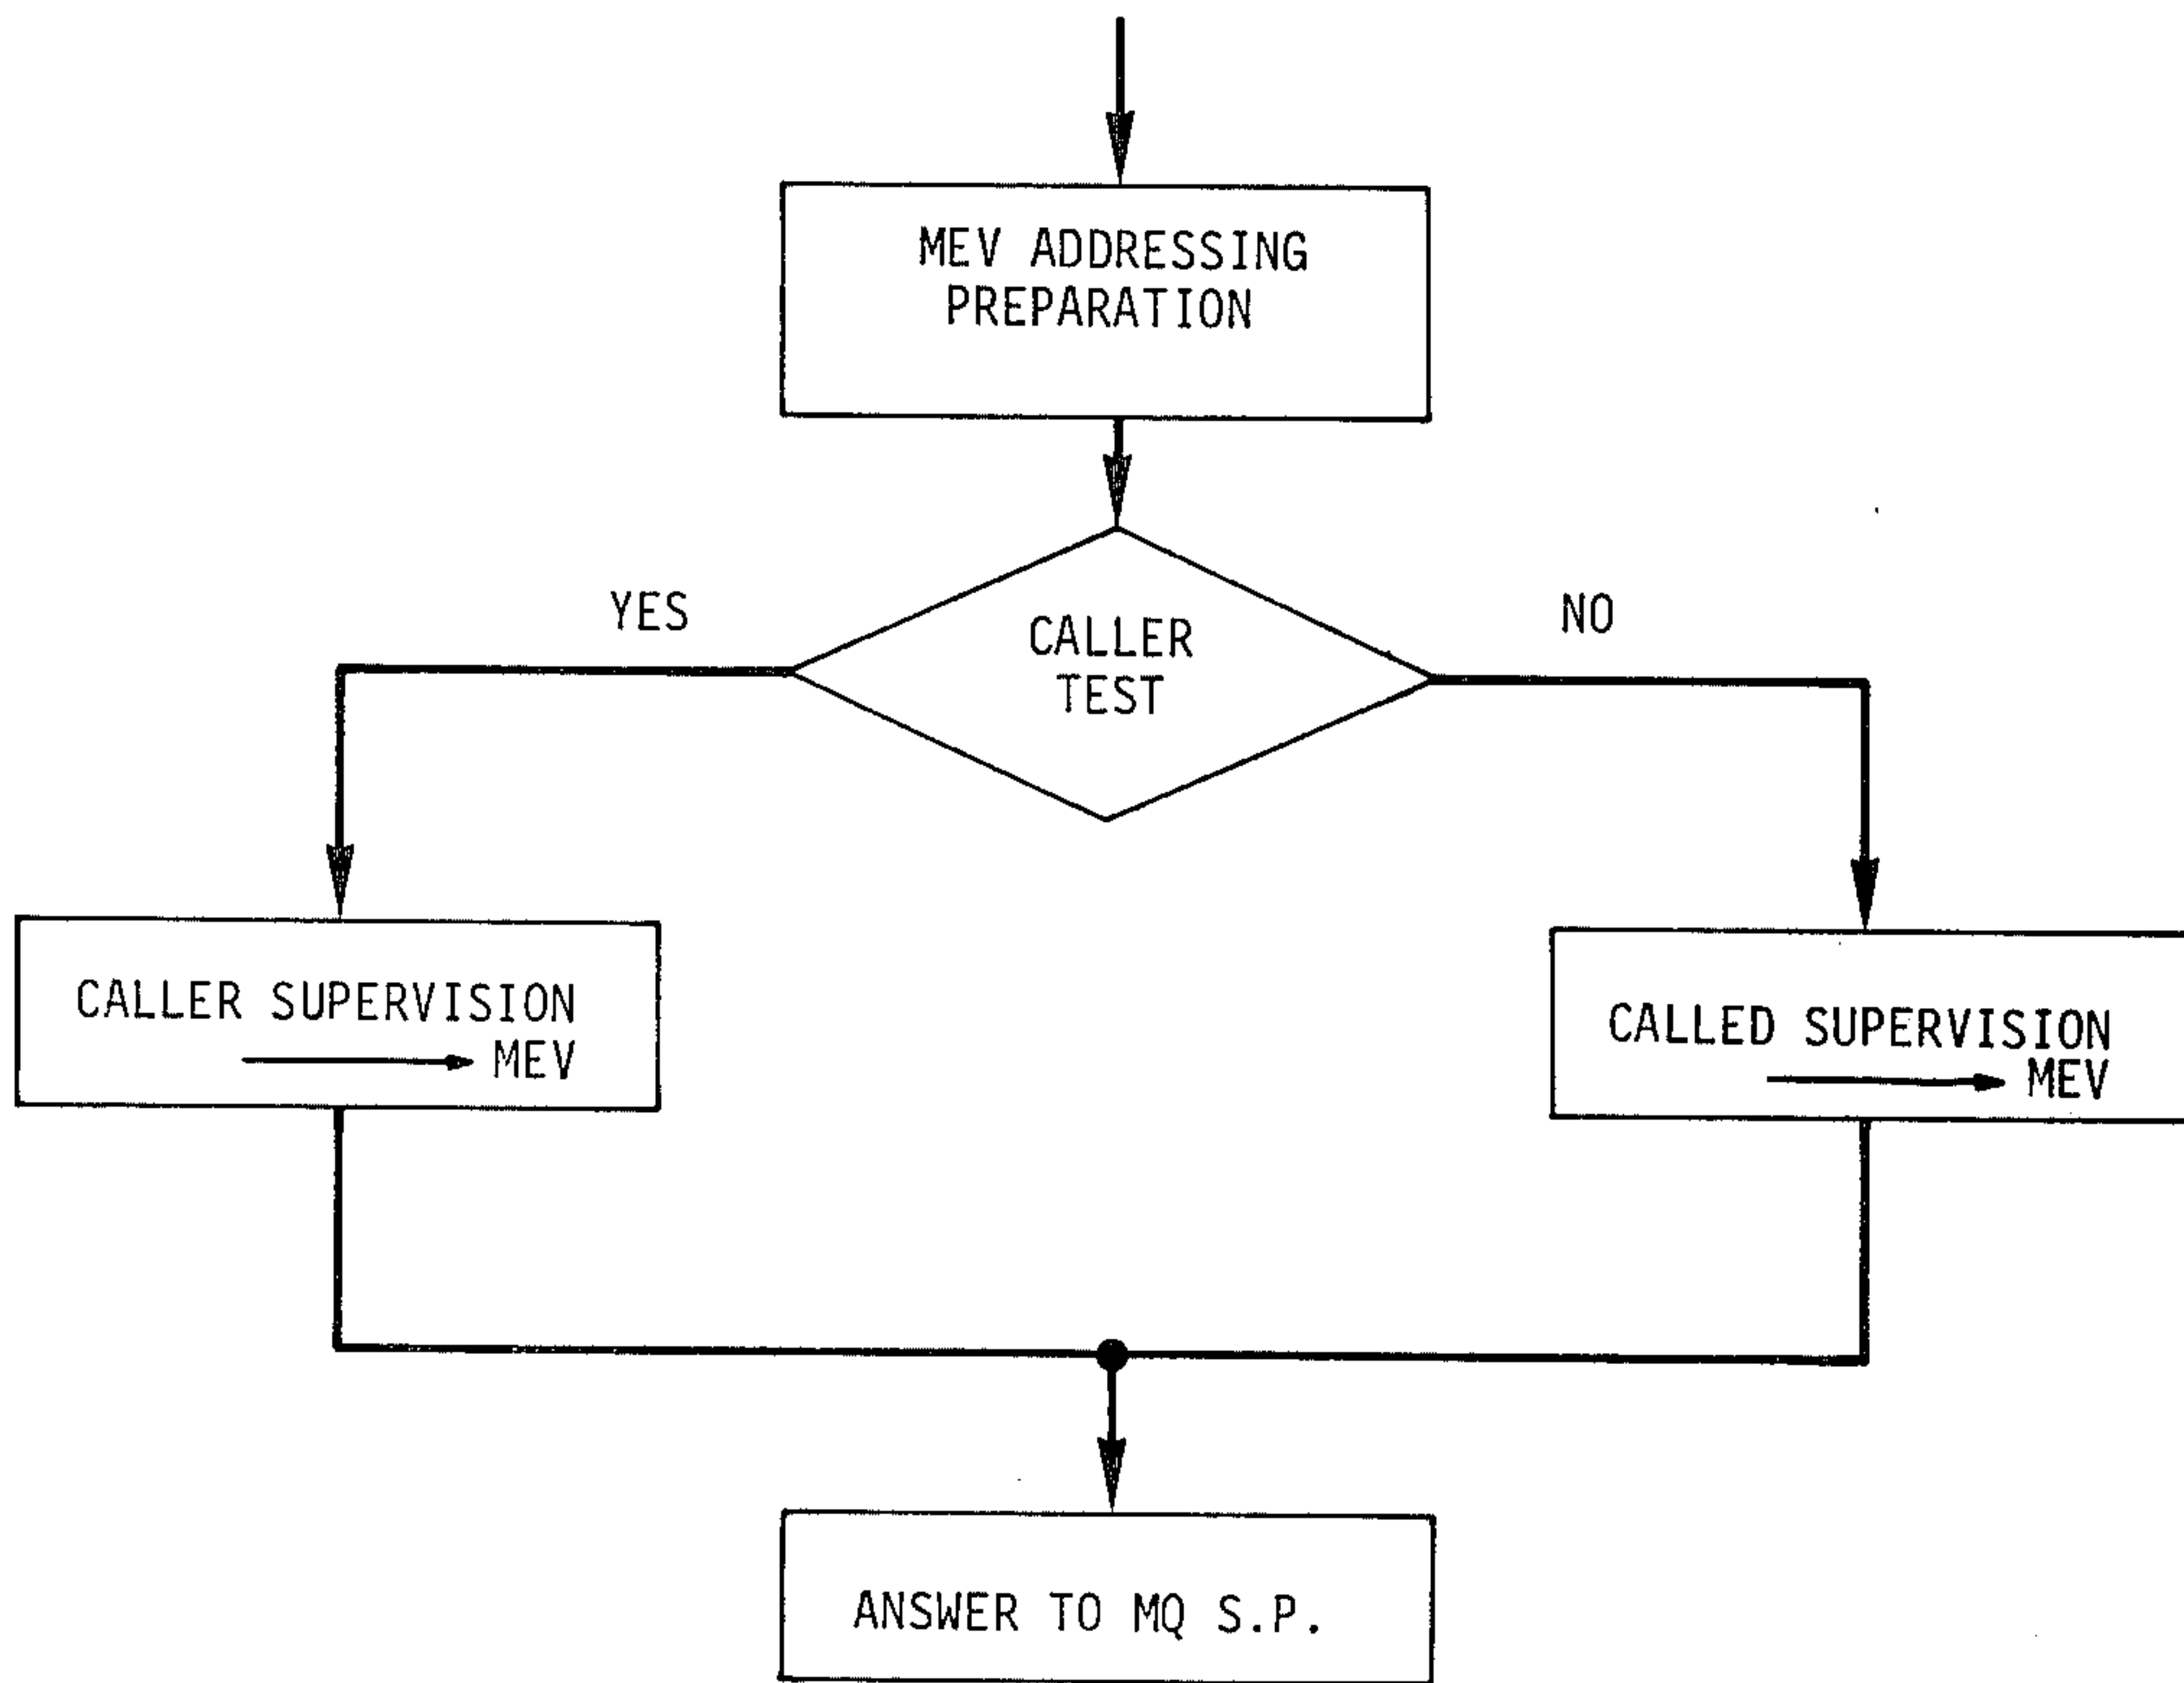 MEV ADDRESSING
PREPARATION
YES
CALLER
TEST
NO
CALLER SUPERVISION
MEV
CALLED SUPERVISION
MEV
ANSWER TO MQ S.P.